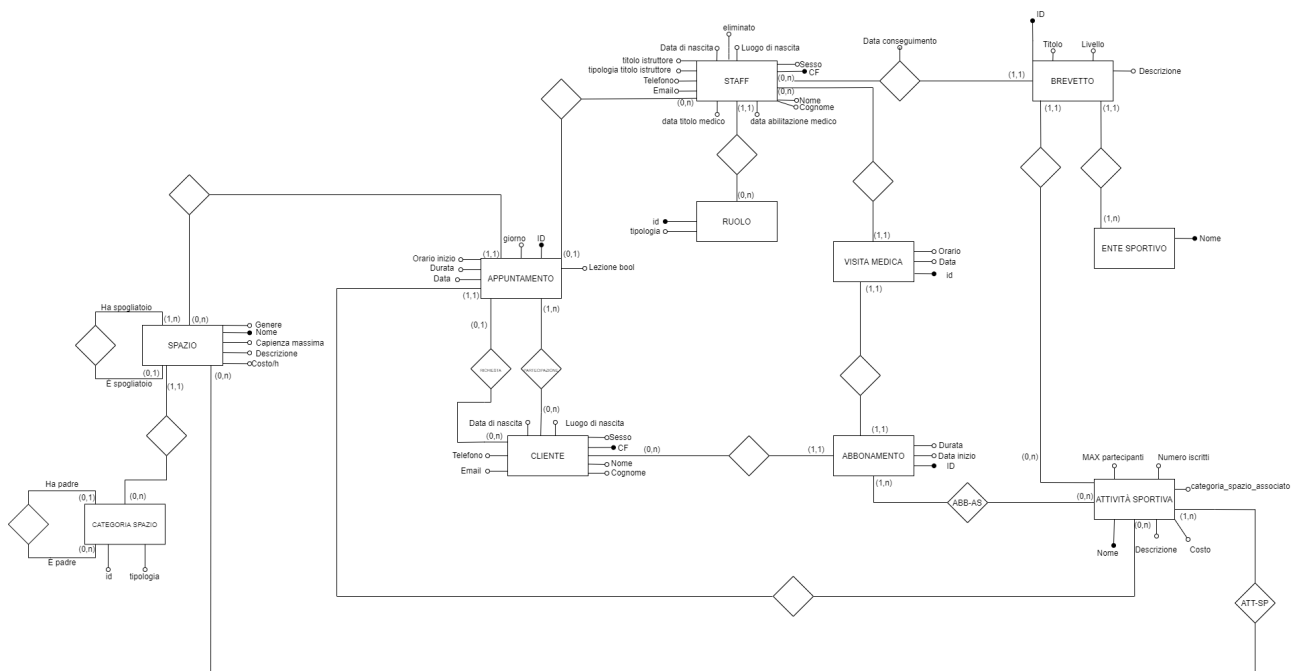 ID
eliminato
Data di nascita
Luogo di nascita
Data conseguimento
Titolo
Livello
titolo istruttore
tipologia titolo istruttore
Telefono
Email
(0,n)
STAFF
Sesso
CF
(0,n)
(0,n)
Nome
Cognome
(1,1)
data titolo medico
data abilitazione medico
(1,1)
BREVETTO
Descrizione
(1,1)
(1,1)
(0,n)
id
tipologia
RUOLO
(1,n)
ENTE SPORTIVO
Nome
(1,1)
VISITA MEDICA
Orario
Data
id
(1,1)
giorno
ID
(1,1)
(0,1)
Orario inizio
Durata
Data
APPUNTAMENTO
Lezione bool
(1,1)
(0,1)
(1,n)
Ha spogliatoio
È spogliatoio
(1,n)
(0,n)
SPAZIO
Genere
Nome
Capienza massima
Descrizione
Costo/h
(0,1)
(1,1)
(0,n)
RICHIESTA
PARTECIPAZIONE
(0,n)
(0,n)
Data di nascita
Luogo di nascita
Telefono
Email
CLIENTE
Sesso
CF
Nome
Cognome
(0,n)
(1,1)
(1,1)
ABBONAMENTO
Durata
Data inizio
ID
(1,n)
ABB-AS
(0,n)
(0,n)
MAX partecipanti
Numero iscritti
ATTIVITÀ SPORTIVA
categoria_spazio_associato
(1,n)
(0,n)
Nome
Descrizione
Costo
Ha padre
È padre
(0,1)
(0,n)
(0,n)
CATEGORIA SPAZIO
id
tipologia
ATT-SP